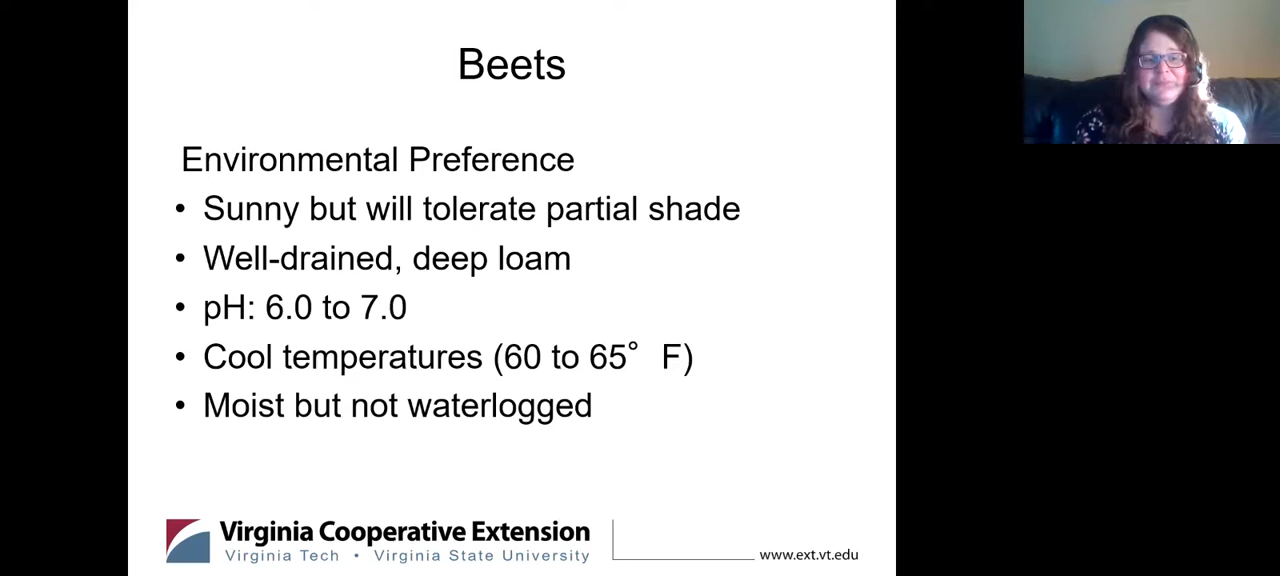 Beets
Environmental Preference
• Sunny but will tolerate partial shade
• Well-drained, deep loam
• pH: 6.0 to 7.0
• Cool temperatures (60 to 65° F)
• Moist but not waterlogged
Virginia Cooperative Extension
Virginia Tech • Virginia State University
www.ext.vt.edu